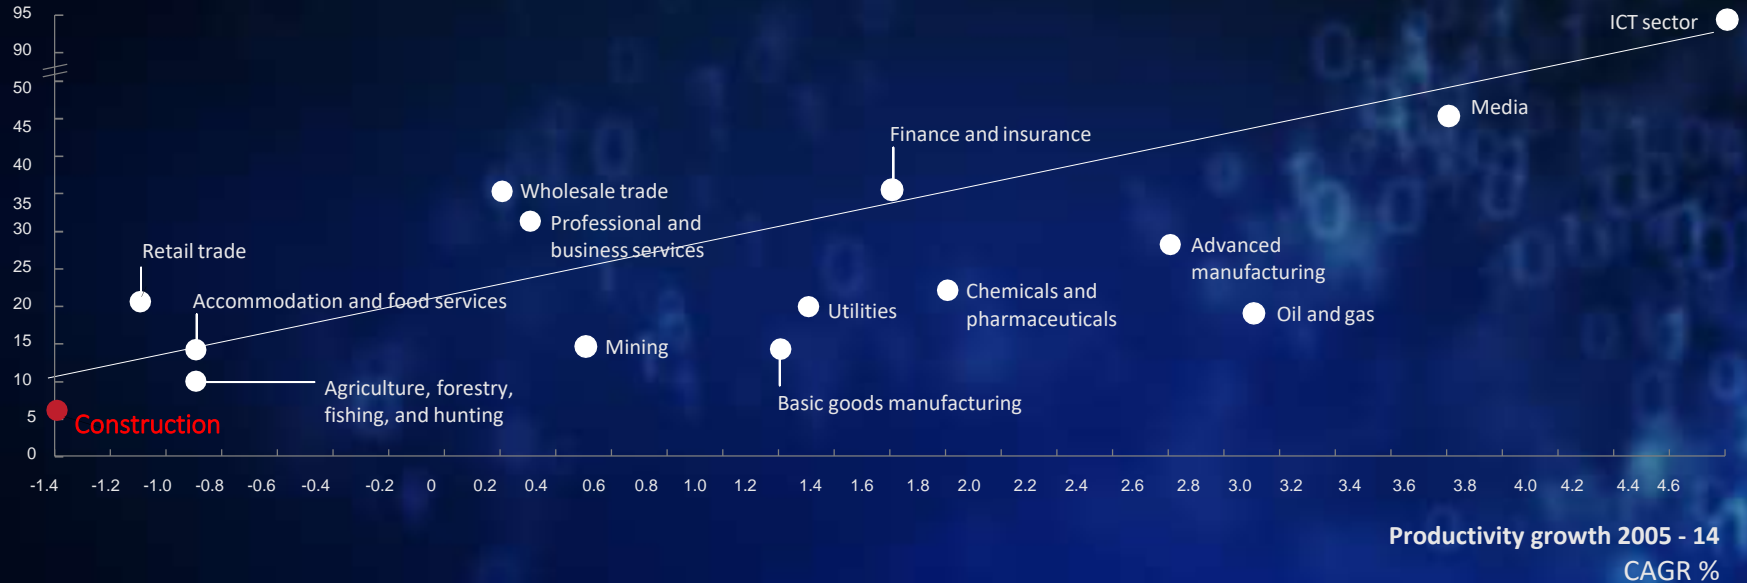 95
ICT sector
90
50
Media
45
Finance and insurance
40
Wholesale trade
35
Professional and
business services
30
Retail trade
Advanced
manufacturing
25
Accommodation and food services
Chemicals and
pharmaceuticals
20
Utilities
Oil and gas
15
Mining
10
Agriculture, forestry,
fishing, and hunting
Basic goods manufacturing
5
Construction
0
-1.4 -1.2 -1.0 -0.8 -0.6 -0.4 -0.2 0 0.2 0.4 0.6 0.8 1.0 1.2 1.4 1.6 1.8 2.0 2.2 2.4 2.6 2.8 3.0 3.2 3.4 3.6 3.8 4.0 4.2 4.4 4.6
Productivity growth 2005 - 14
CAGR %